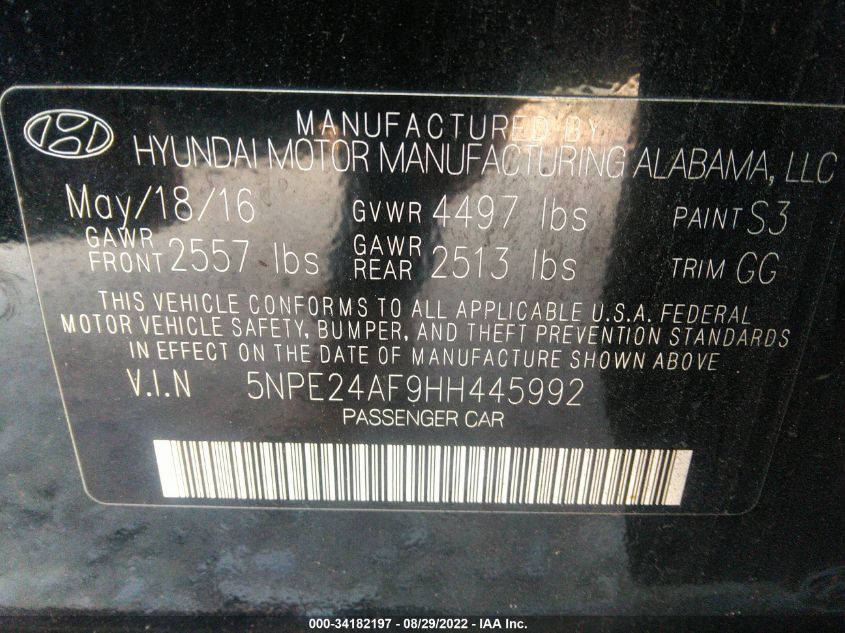 MANUFACTURED BY
HYUNDAI MOTOR MANUFACTURING ALABAMA, LLC
May/18/16 GVWR 4497 lbs PAINT S3
GAWR FRONT 2557 lbs GAWR REAR 2513 lbs TRIM GG
THIS VEHICLE CONFORMS TO ALL APPLICABLE U.S.A. FEDERAL
MOTOR VEHICLE SAFETY, BUMPER, AND THEFT PREVENTION STANDARDS
IN EFFECT ON THE DATE OF MANUFACTURE SHOWN ABOVE
V.I.N 5NPE24AF9HH445992
PASSENGER CAR
000-34182197 - 08/29/2022 - IAA Inc.